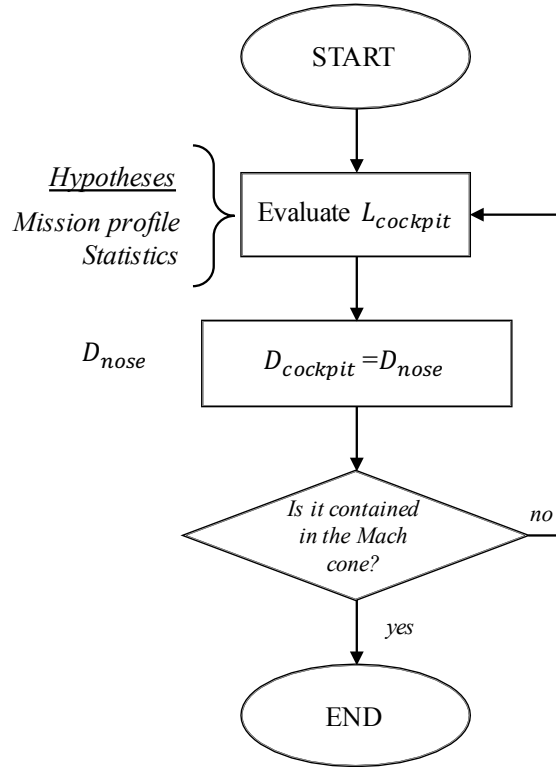 START
Hypotheses
Mission profile
Statistics
Evaluate L_cockpit
D_nose
D_cockpit=D_nose
Is it contained
in the Mach
cone?
no
yes
END